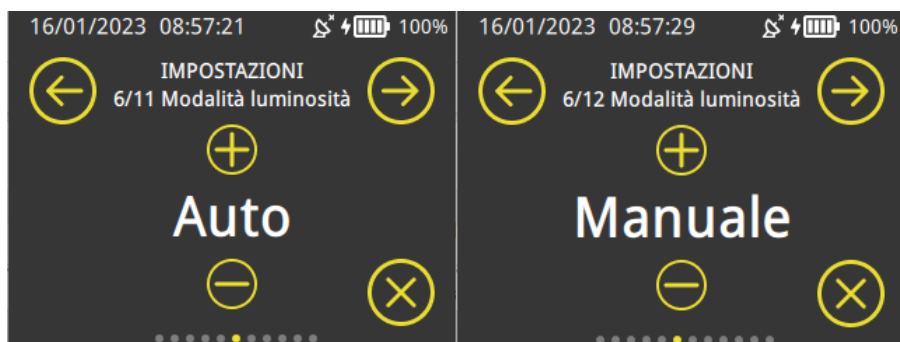 16/01/2023 08:57:21 100%
IMPOSTAZIONI
6/11 Modalità luminosità
Auto
16/01/2023 08:57:29 100%
IMPOSTAZIONI
6/12 Modalità luminosità
Manuale